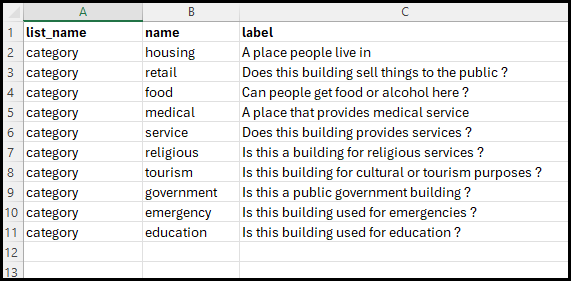 A B C
1 list_name name label
2 category housing A place people live in
3 category retail Does this building sell things to the public ?
4 category food Can people get food or alcohol here ?
5 category medical A place that provides medical service
6 category service Does this building provides services ?
7 category religious Is this a building for religious services ?
8 category tourism Is this building for cultural or tourism purposes ?
9 category government Is this a public government building ?
10 category emergency Is this building used for emergencies ?
11 category education Is this building used for education ?
12
13